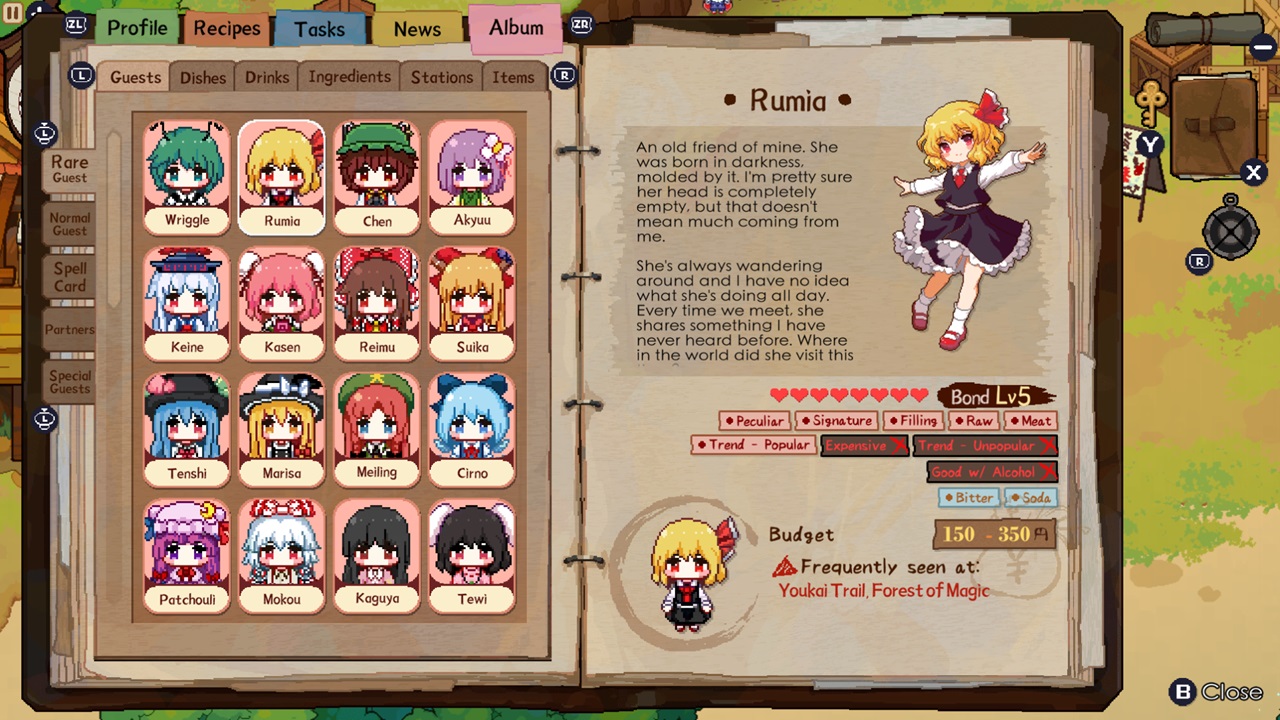 ZL
Profile
Recipes
Tasks
News
Album
ZR
L
Guests
Dishes
Drinks
Ingredients
Stations
Items
R
L
Rare
Guest
Normal
Guest
Spell
Card
Partners
Special
Guests
L
Wriggle
Rumia
Chen
Akyuu
Keine
Kasen
Reimu
Suika
Tenshi
Marisa
Meiling
Cirno
Patchouli
Mokou
Kaguya
Tewi
• Rumia •
An old friend of mine. She
was born in darkness,
molded by it. I'm pretty sure
her head is completely
empty, but that doesn't
mean much coming from
me.
She's always wandering
around and I have no idea
what she's doing all day.
Every time we meet, she
shares something I have
never heard before. Where
in the world did she visit this
Bond Lv5
Peculiar
Signature
Filling
Raw
Meat
Trend - Popular
Expensive
Trend - Unpopular
Good w/ Alcohol
Bitter
Soda
Budget
150 - 350
Frequently seen at:
Youkai Trail, Forest of Magic
Y
X
R
B Close